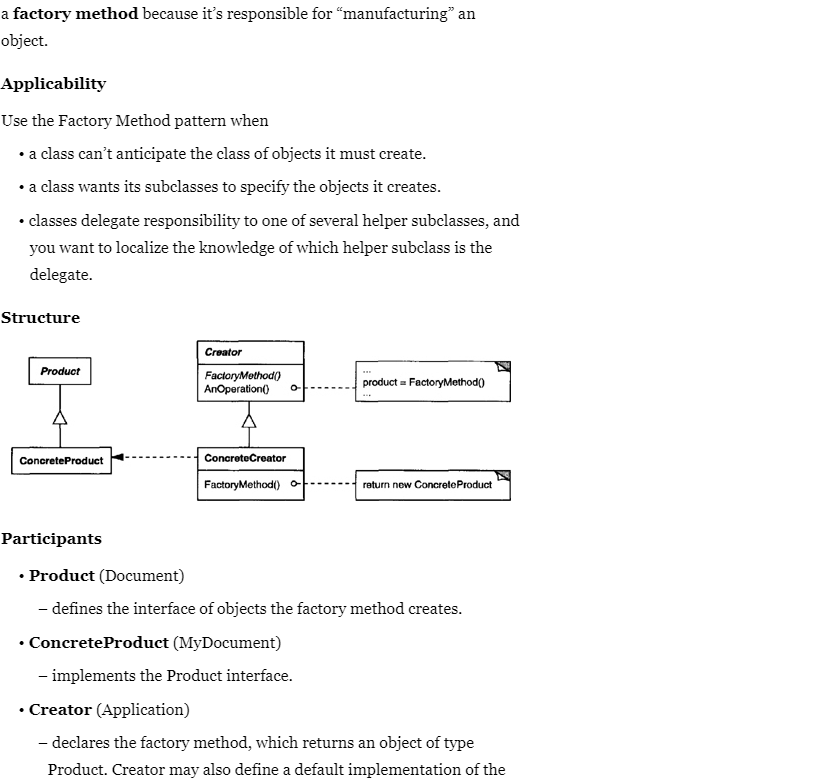 a factory method because it’s responsible for “manufacturing” an
object.
Applicability
Use the Factory Method pattern when
• a class can’t anticipate the class of objects it must create.
• a class wants its subclasses to specify the objects it creates.
• classes delegate responsibility to one of several helper subclasses, and
you want to localize the knowledge of which helper subclass is the
delegate.
Structure
Product
ConcreteProduct
Creator
FactoryMethod()
AnOperation()
...
product = FactoryMethod()
...
ConcreteCreator
FactoryMethod()
return new ConcreteProduct
Participants
• Product (Document)
– defines the interface of objects the factory method creates.
• ConcreteProduct (MyDocument)
– implements the Product interface.
• Creator (Application)
– declares the factory method, which returns an object of type
Product. Creator may also define a default implementation of the